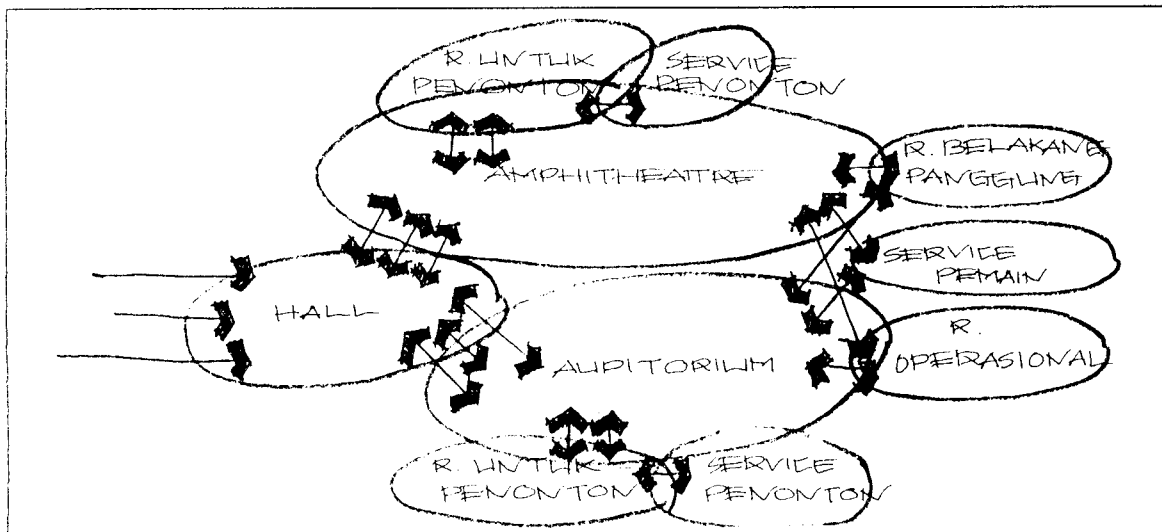 R. UNTUK
PENONTON
SERVICE
PENONTON
AMPHITHEATRE
R. BELAKANG
PANGGUNG
SERVICE
PEMAIN
HALL
R.
OPERASIONAL
AUDITORIUM
R. UNTUK
PENONTON
SERVICE
PENONTON